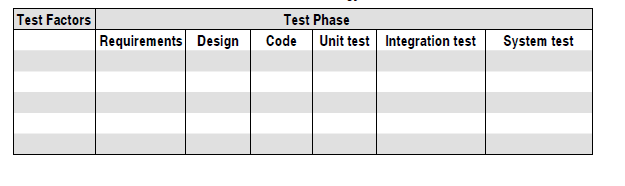 Test Factors Test Phase
Requirements Design Code Unit test Integration test System test